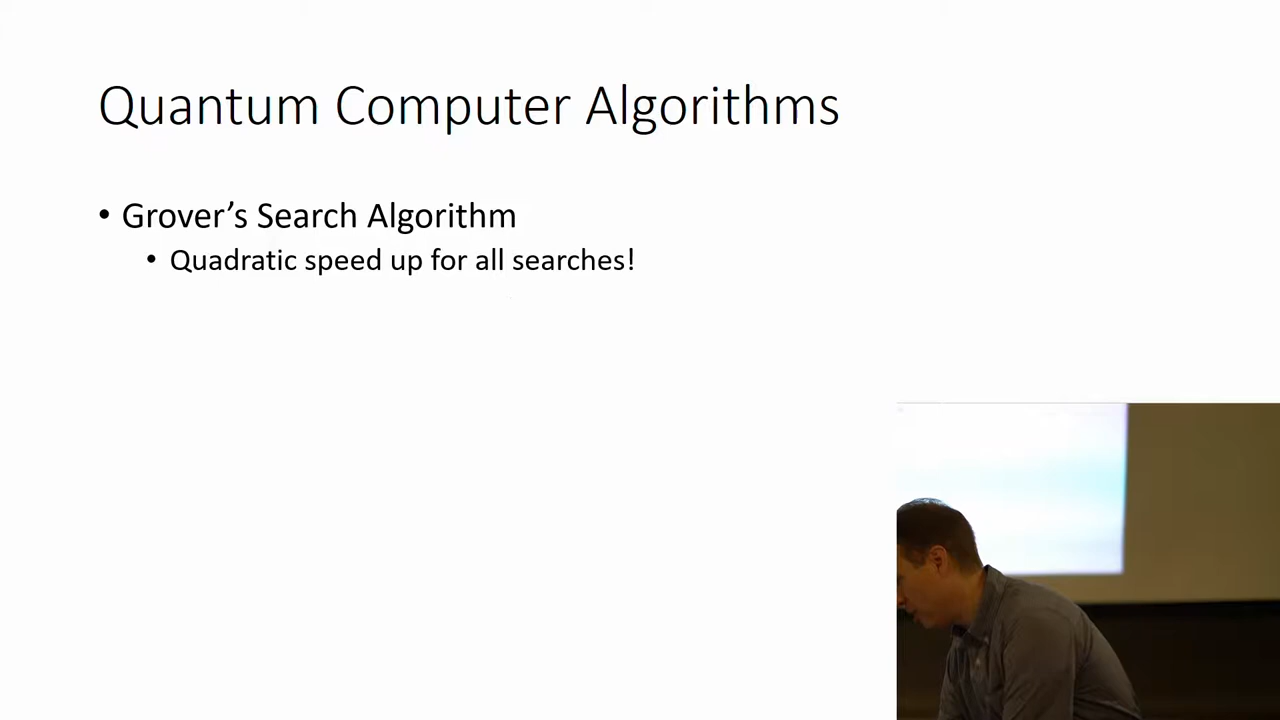 Quantum Computer Algorithms
• Grover’s Search Algorithm
• Quadratic speed up for all searches!